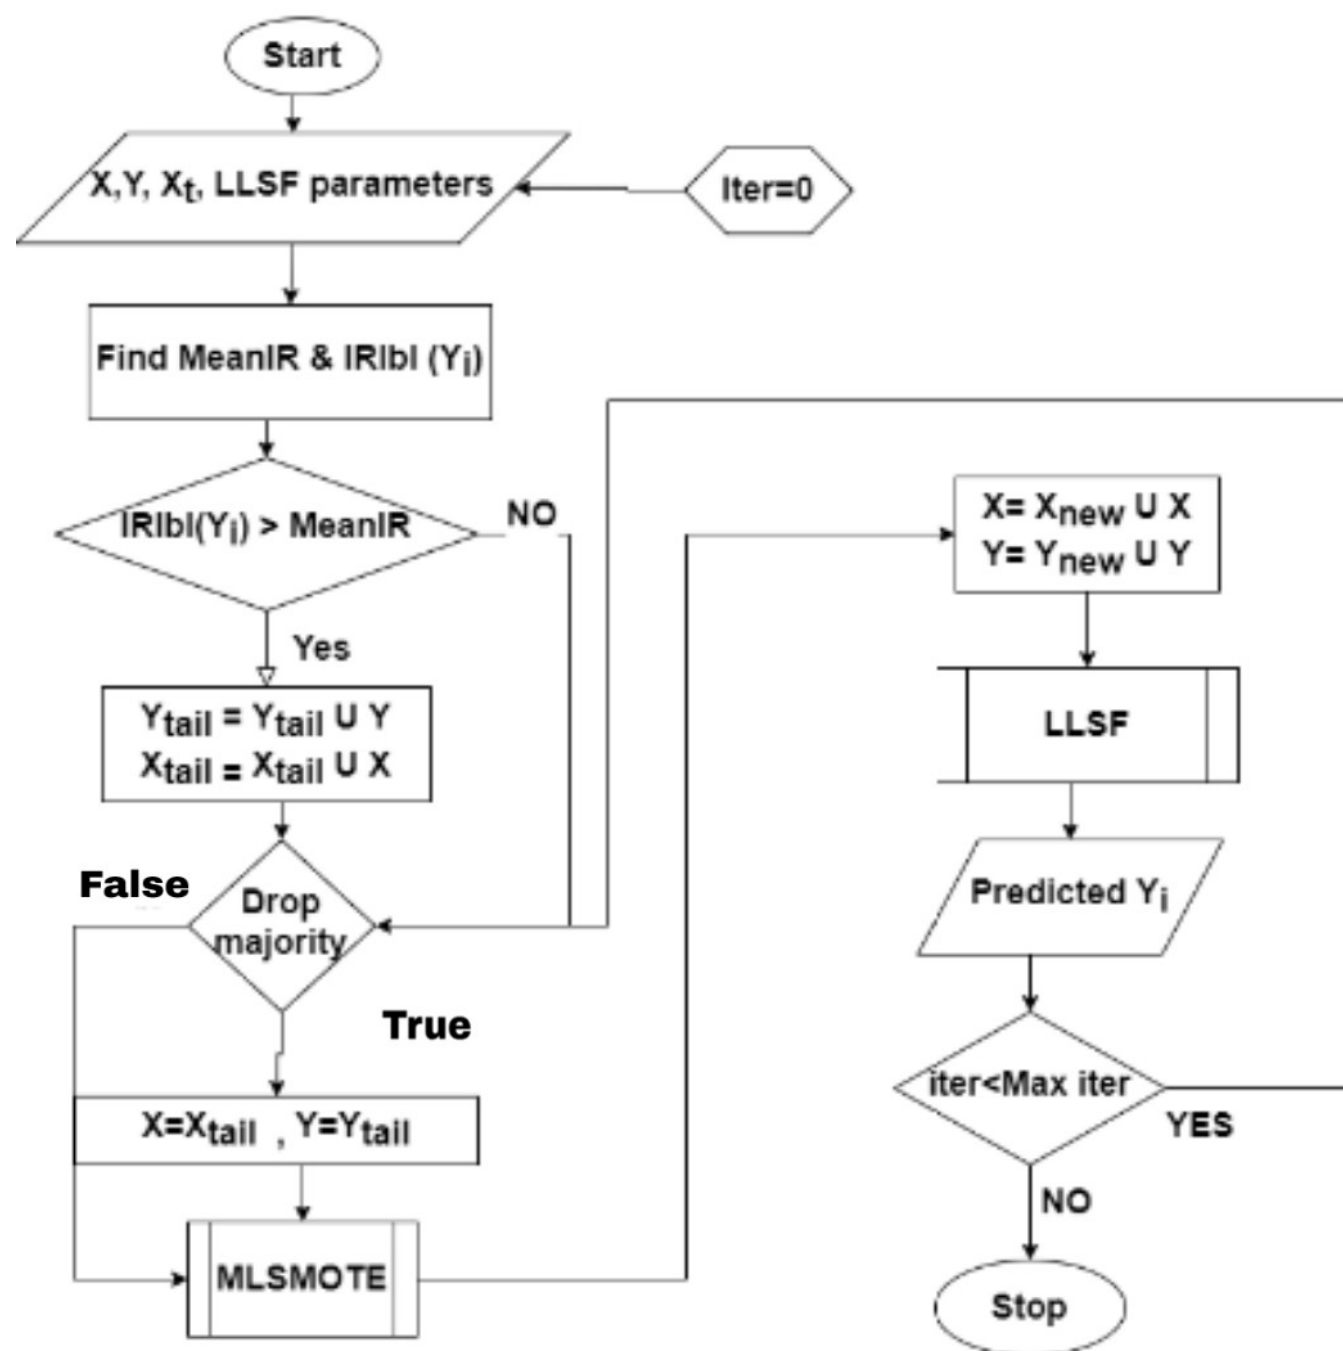 Start
X,Y, Xt, LLSF parameters
Iter=0
Find MeanIR & IRlbl (Yi)
IRlbl(Yi) > MeanIR
NO
Yes
Ytail = Ytail U Y
Xtail = Xtail U X
False
Drop
majority
True
X=Xtail , Y=Ytail
MLSMOTE
X= Xnew U X
Y= Ynew U Y
LLSF
Predicted Yi
iter<Max iter
YES
NO
Stop